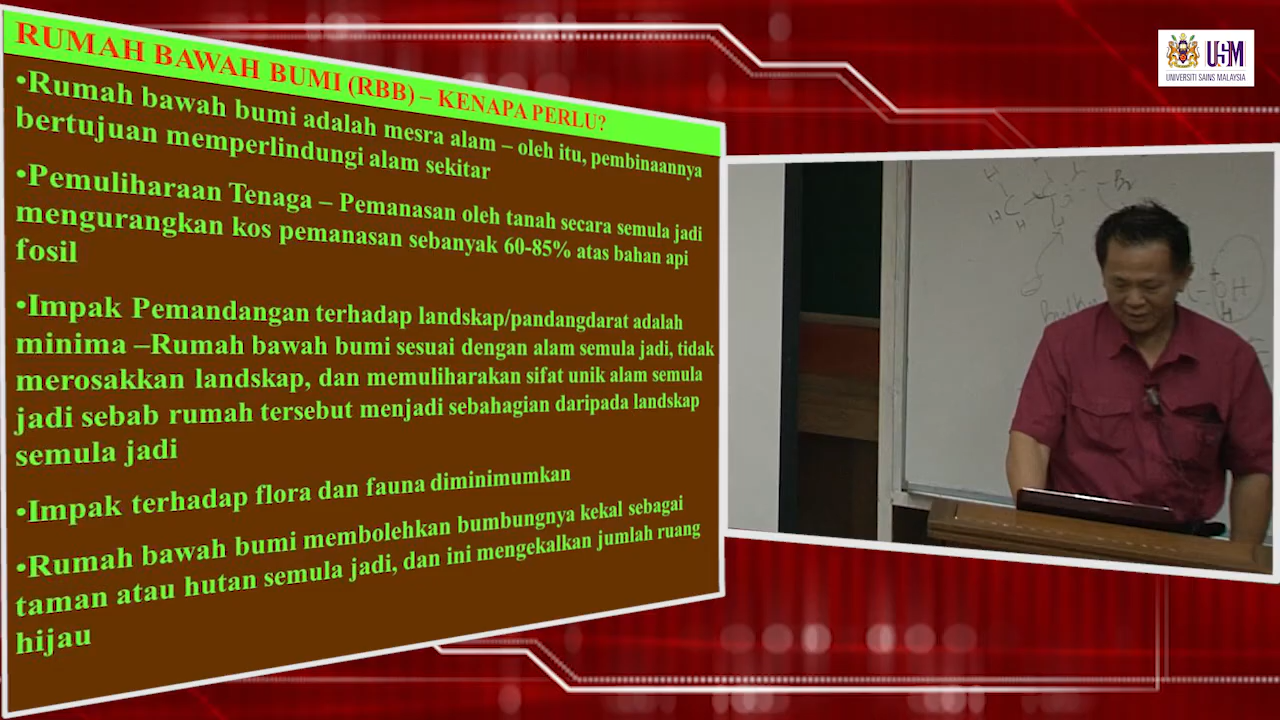 RUMAH BAWAH BUMI (RBB) – KENAPA PERLU?
•Rumah bawah bumi adalah mesra alam – oleh itu, pembinaannya
bertujuan memperlindungi alam sekitar
•Pemuliharaan Tenaga – Pemanasan oleh tanah secara semula jadi
mengurangkan kos pemanasan sebanyak 60-85% atas bahan api
fosil
•Impak Pemandangan terhadap landskap/pandangdarat adalah
minima –Rumah bawah bumi sesuai dengan alam semula jadi, tidak
merosakkan landskap, dan memuliharakan sifat unik alam semula
jadi sebab rumah tersebut menjadi sebahagian daripada landskap
semula jadi
•Impak terhadap flora dan fauna diminimumkan
•Rumah bawah bumi membolehkan bumbungnya kekal sebagai
taman atau hutan semula jadi, dan ini mengekalkan jumlah ruang
hijau
USM
UNIVERSITI SAINS MALAYSIA
H
C
H
H
Br
OH
H